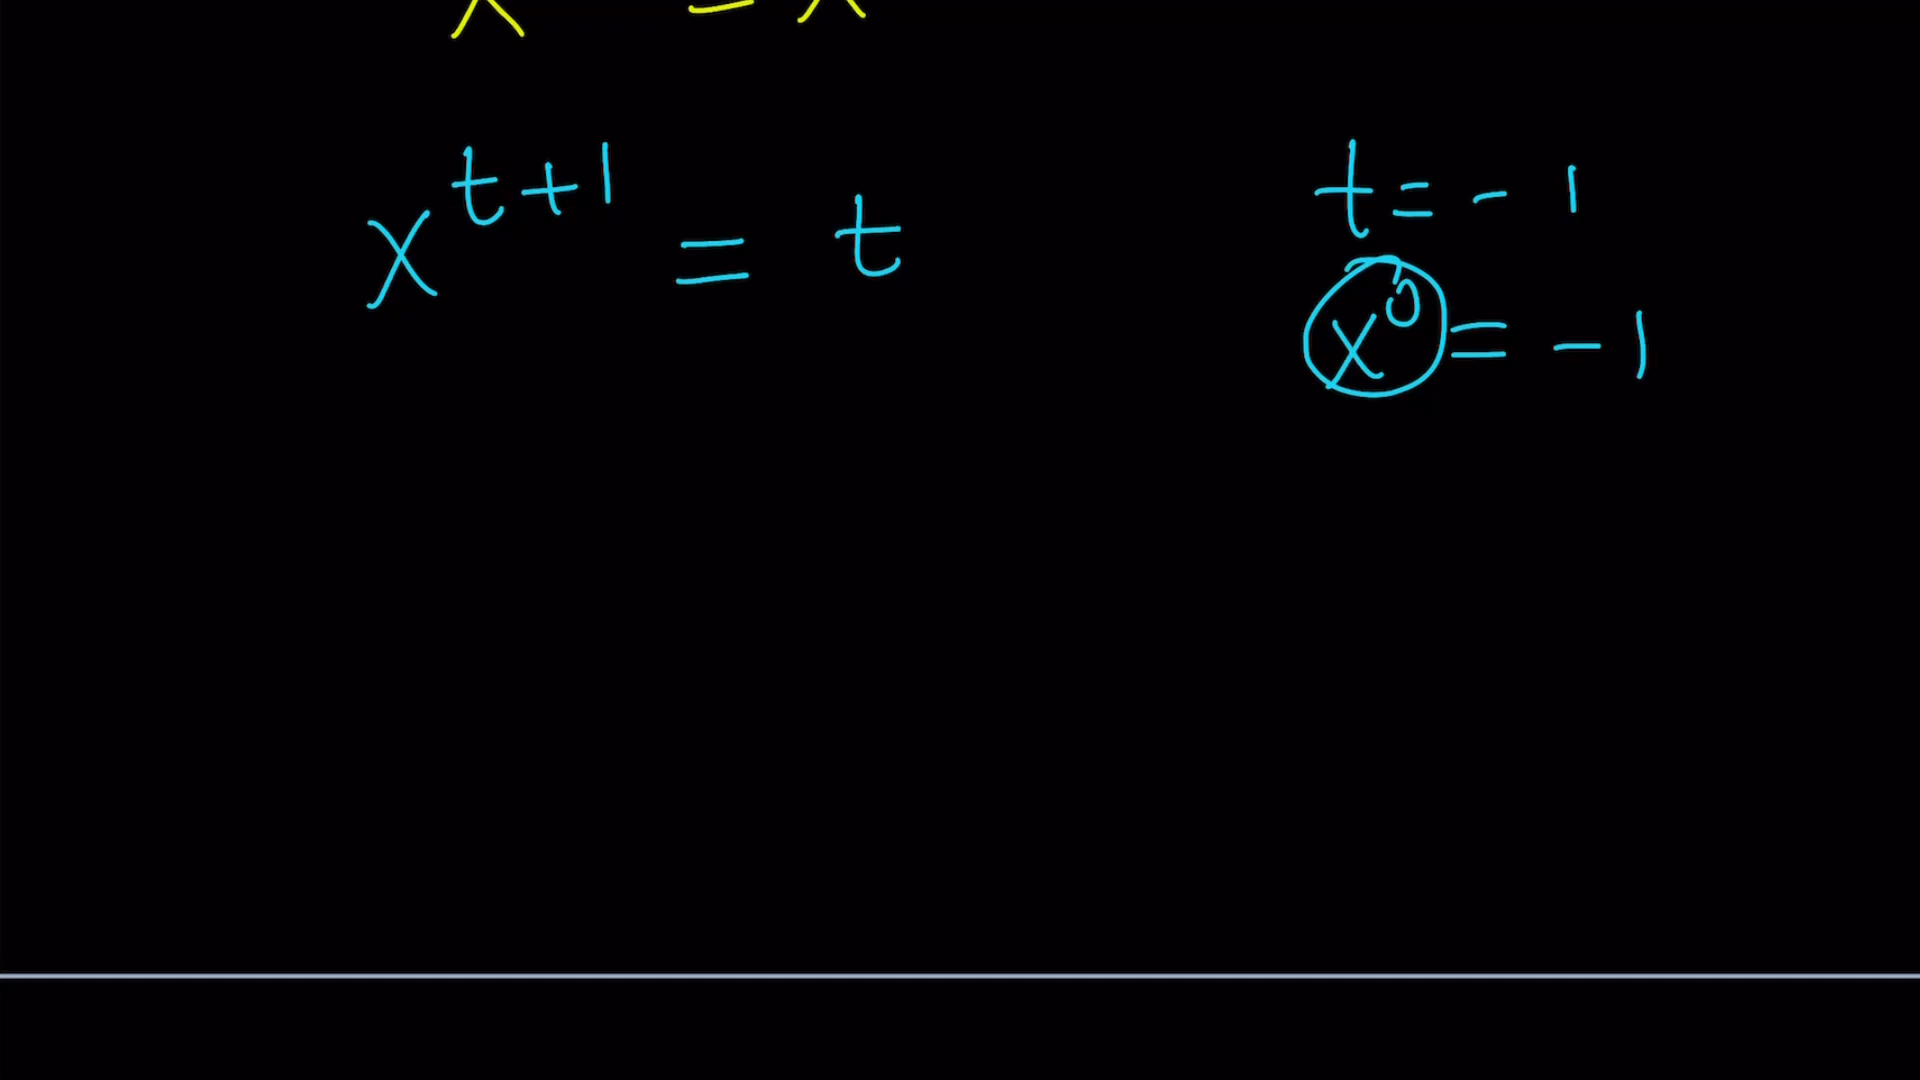 x = x
x^{t+1} = t
t = -1
x^0 = -1